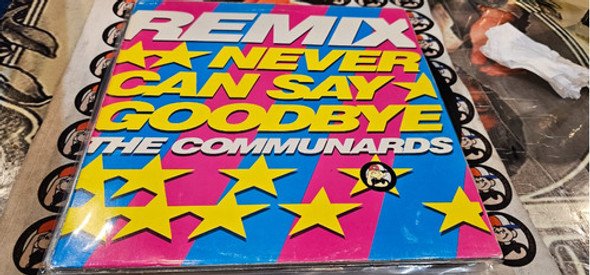 REMIX
NEVER
CAN SAY
GOODBYE
THE COMMUNARDS